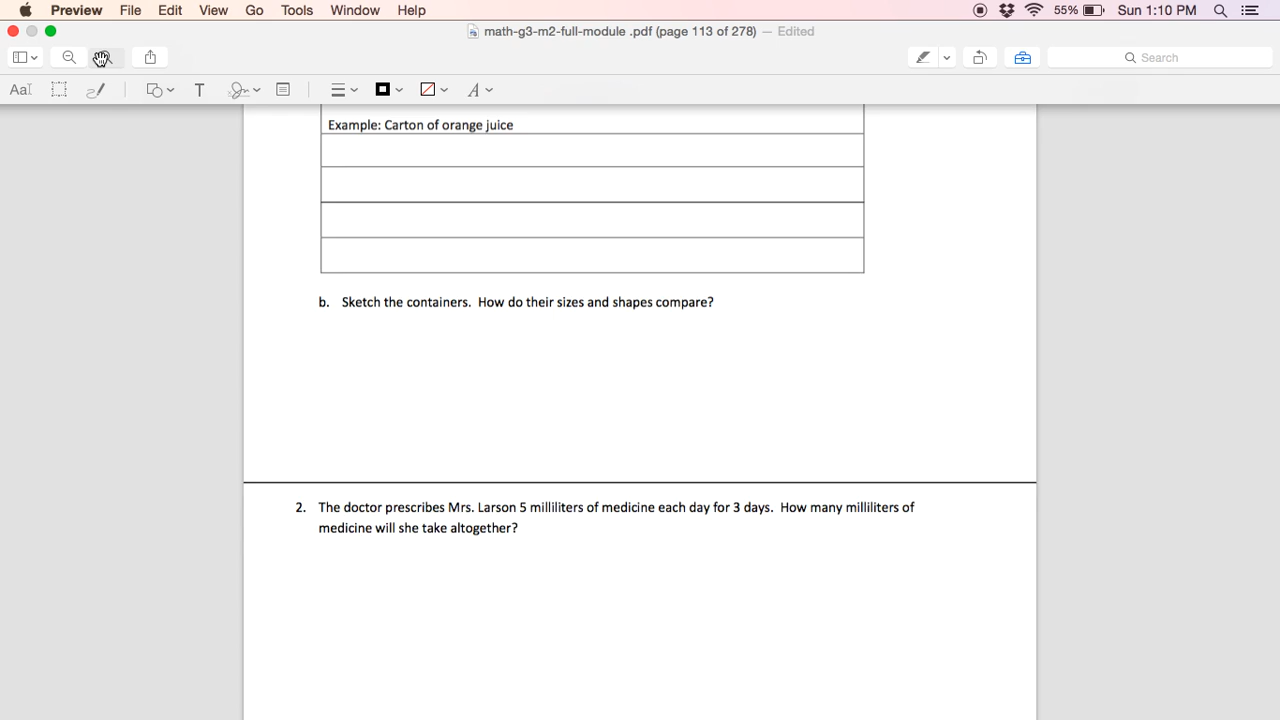 Preview File Edit View Go Tools Window Help 55% Sun 1:10 PM
math-g3-m2-full-module .pdf (page 113 of 278) — Edited
Search
AaI T A
Example: Carton of orange juice
b. Sketch the containers. How do their sizes and shapes compare?
2. The doctor prescribes Mrs. Larson 5 milliliters of medicine each day for 3 days. How many milliliters of
medicine will she take altogether?